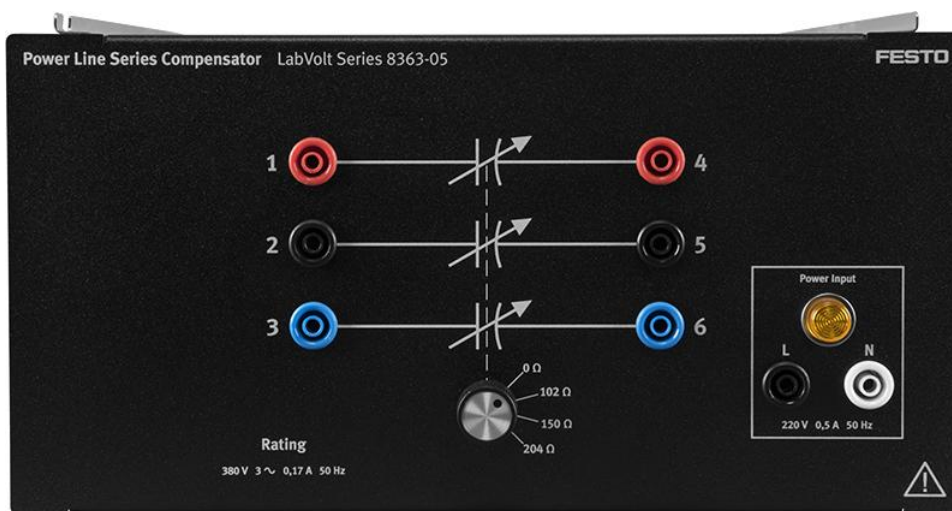 Power Line Series Compensator LabVolt Series 8363-05
FESTO
1
4
2
5
3
6
Power Input
L
N
220 V 0,5 A 50 Hz
0 Ω
102 Ω
150 Ω
204 Ω
Rating
380 V 3 ~ 0,17 A 50 Hz